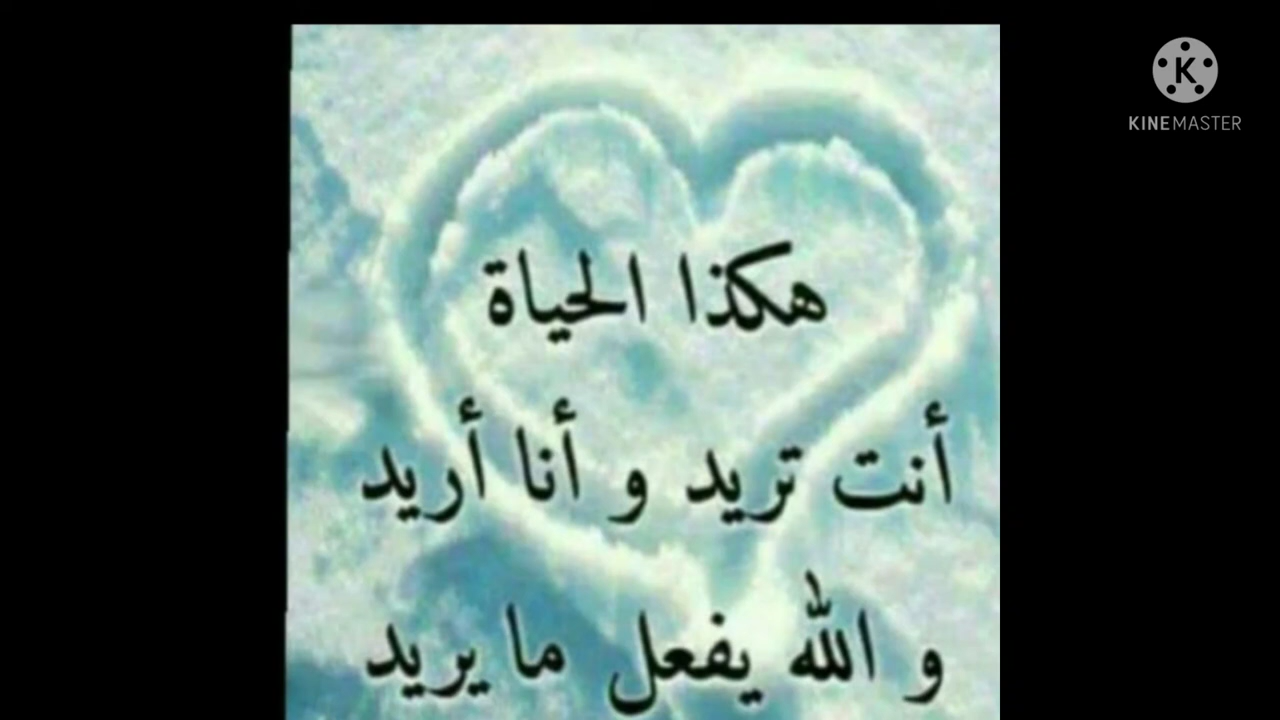 هكذا الحياة
أنت تريد و أنا أريد
و الله يفعل ما يريد
KINEMASTER